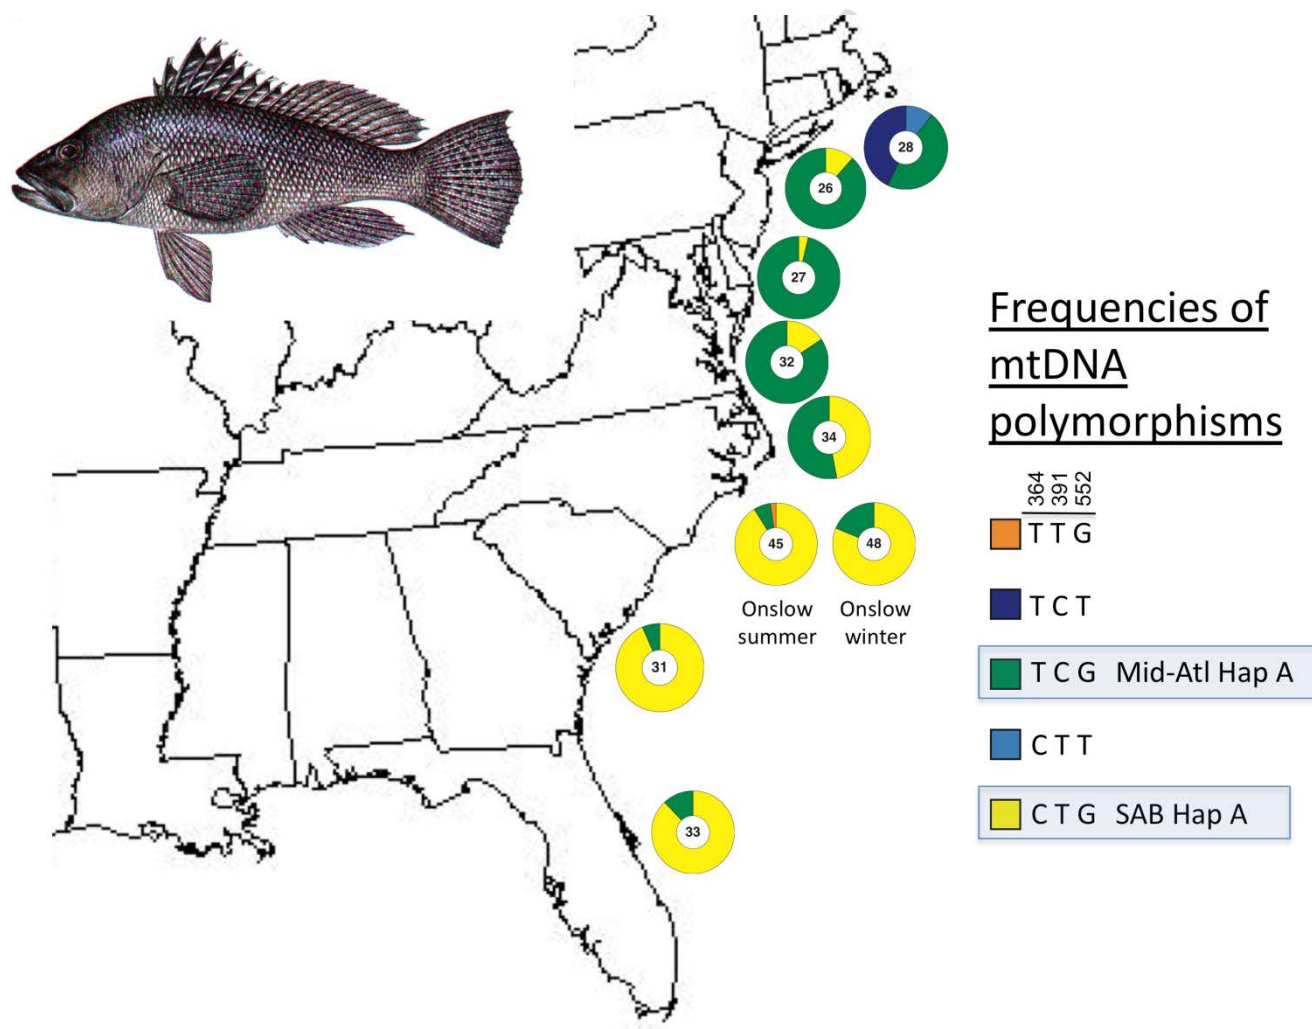 28
26
27
32
34
45
48
Onslow summer
Onslow winter
31
33
Frequencies of
mtDNA
polymorphisms
364
391
552
T T G
T C T
T C G Mid-Atl Hap A
C T T
C T G SAB Hap A